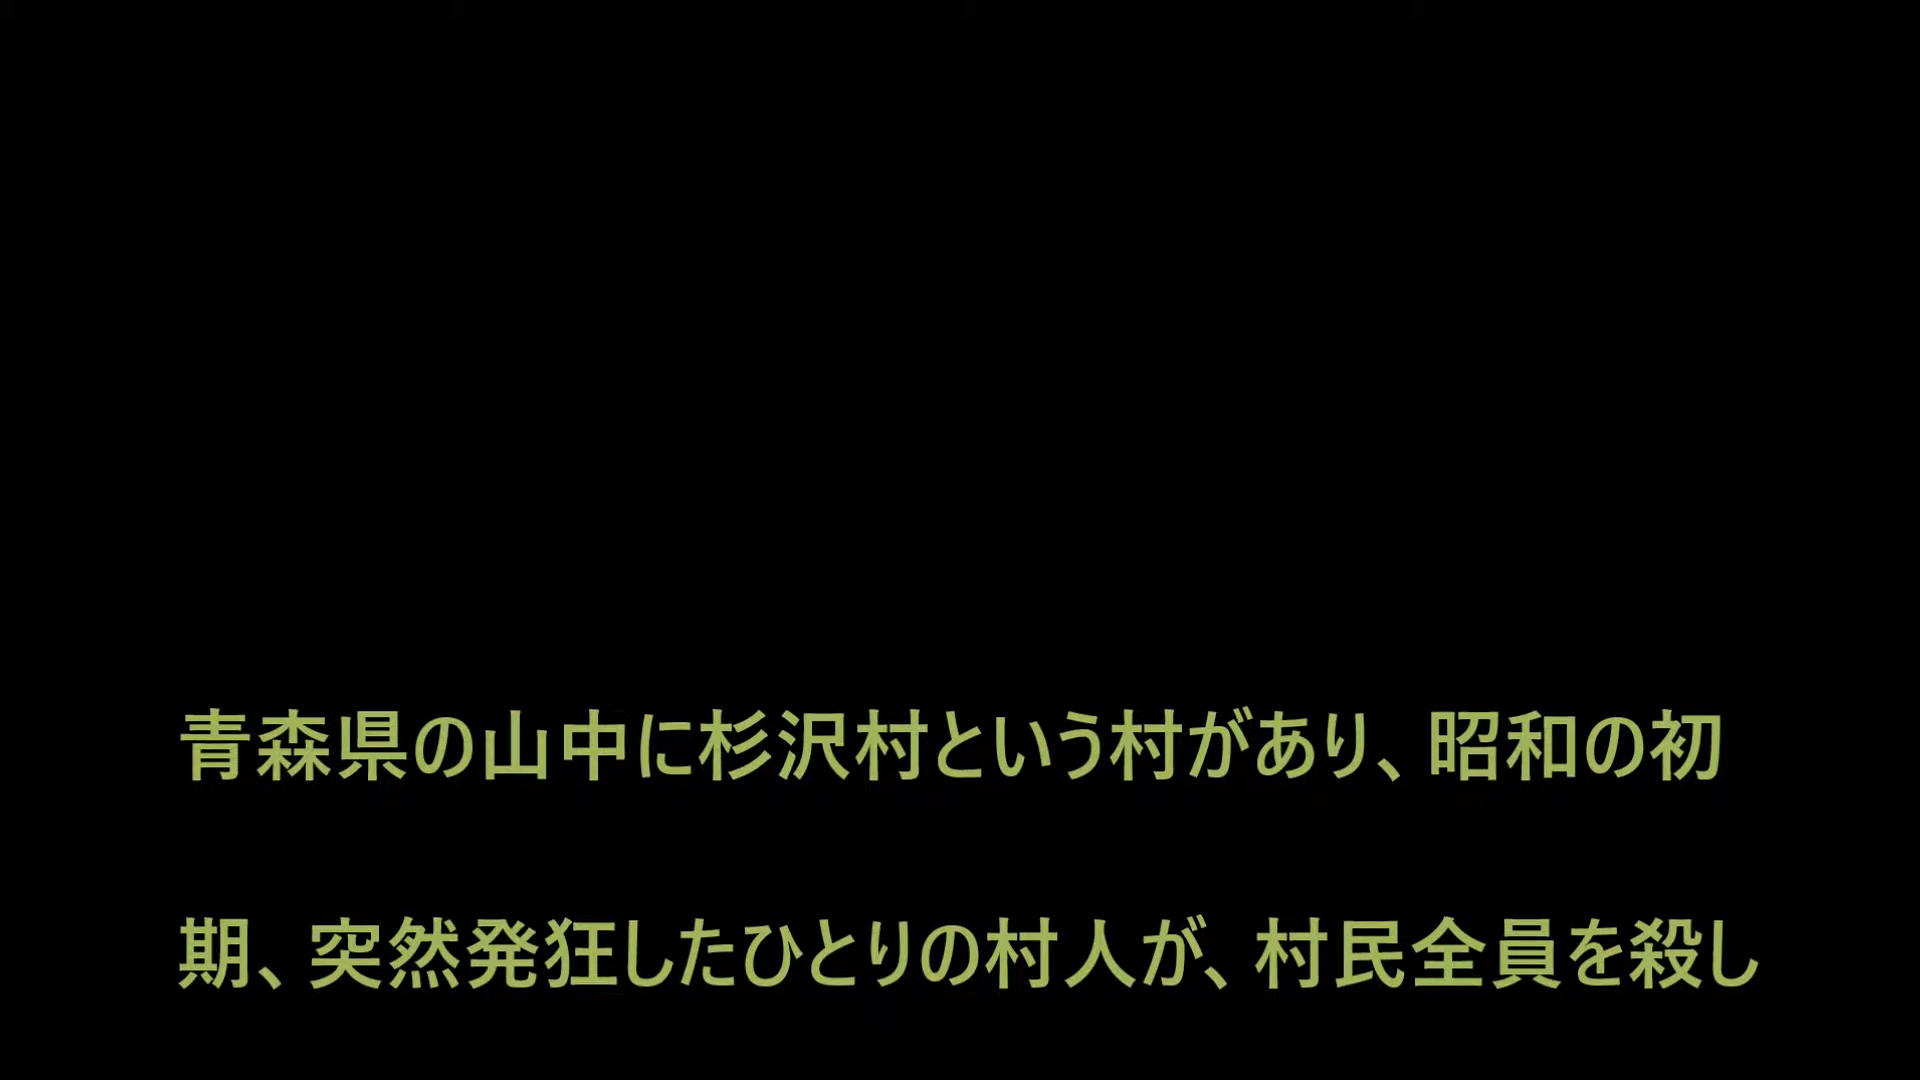 青森県の山中に杉沢村という村があり、昭和の初
期、突然発狂したひとりの村人が、村民全員を殺し